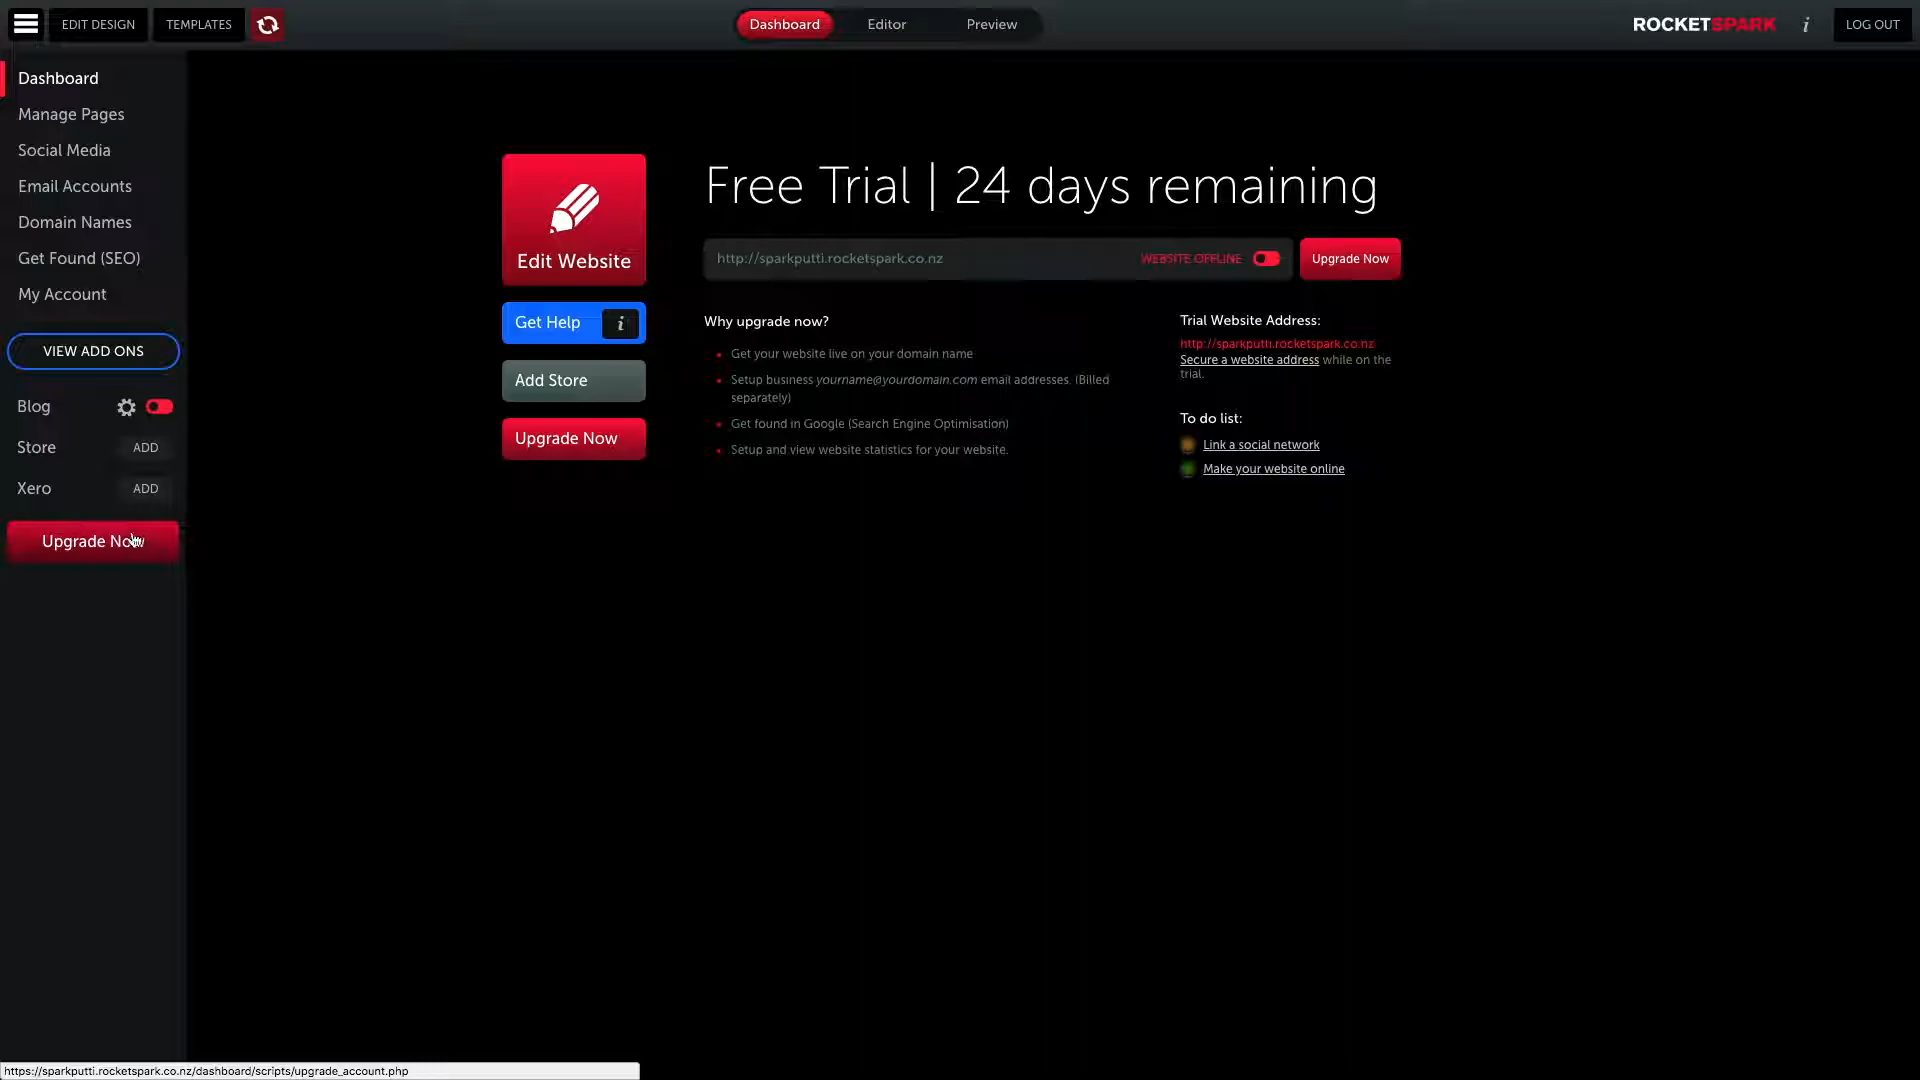 EDIT DESIGN
TEMPLATES
Dashboard
Editor
Preview
ROCKETSPARK
i
LOG OUT
Dashboard
Manage Pages
Social Media
Email Accounts
Domain Names
Get Found (SEO)
My Account
VIEW ADD ONS
Blog
Store ADD
Xero ADD
Upgrade Now
Edit Website
Get Help i
Add Store
Upgrade Now
Free Trial | 24 days remaining
http://sparkputti.rocketspark.co.nz
WEBSITE OFFLINE
Upgrade Now
Why upgrade now?
Get your website live on your domain name
Setup business yourname@yourdomain.com email addresses. (Billed
separately)
Get found in Google (Search Engine Optimisation)
Setup and view website statistics for your website.
Trial Website Address:
http://sparkputti.rocketspark.co.nz
Secure a website address while on the
trial.
To do list:
Link a social network
Make your website online
https://sparkputti.rocketspark.co.nz/dashboard/scripts/upgrade_account.php